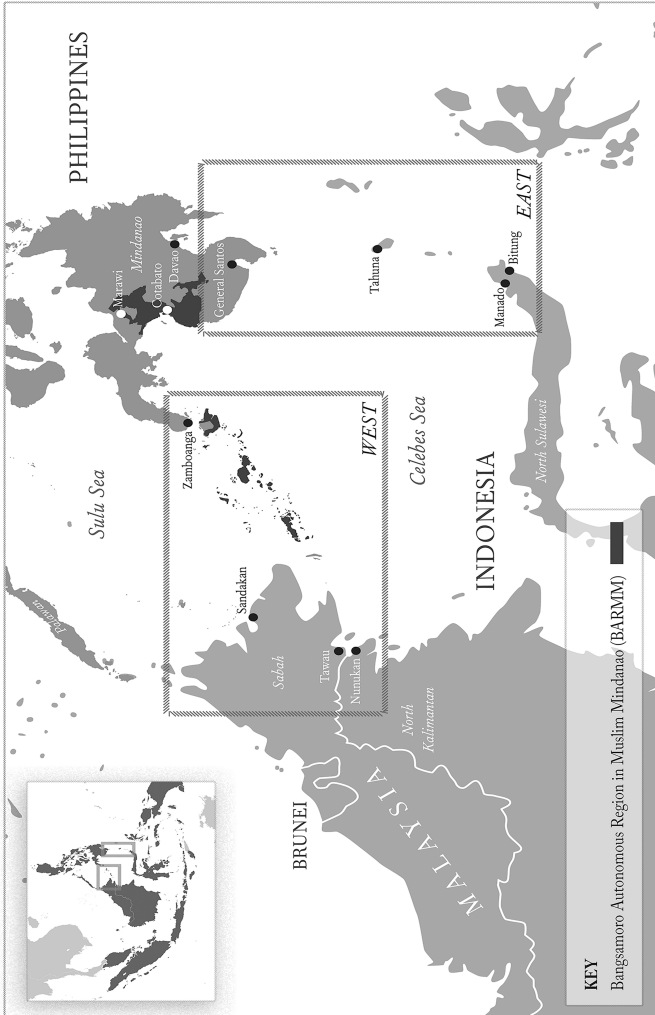 PHILIPPINES
Marawi
Mindanao
Cotabato
Davao
General Santos
EAST
Tahuna
Manado
Bitung
Zamboanga
WEST
Sulu Sea
Celebes Sea
Palawan
Sandakan
Sabah
Tawau
Nunukan
INDONESIA
North Sulawesi
North
Kalimantan
BRUNEI
MALAYSIA
KEY
Bangsamoro Autonomous Region in Muslim Mindanao (BARMM)